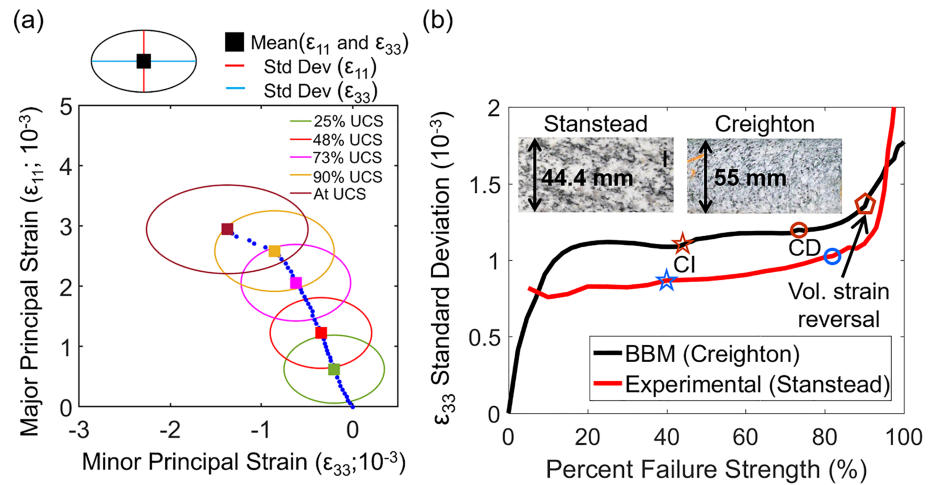 (a)
Mean(ε11 and ε33)
Std Dev (ε11)
Std Dev (ε33)
25% UCS
48% UCS
73% UCS
90% UCS
At UCS
Major Principal Strain (ε11; 10-3)
5
4
3
2
1
0
-3
-2
-1
0
Minor Principal Strain (ε33;10-3)
(b)
ε33 Standard Deviation (10-3)
2
1.5
1
0.5
0
Stanstead
Creighton
44.4 mm
55 mm
CI
CD
Vol. strain
reversal
BBM (Creighton)
Experimental (Stanstead)
0
20
40
60
80
100
Percent Failure Strength (%)